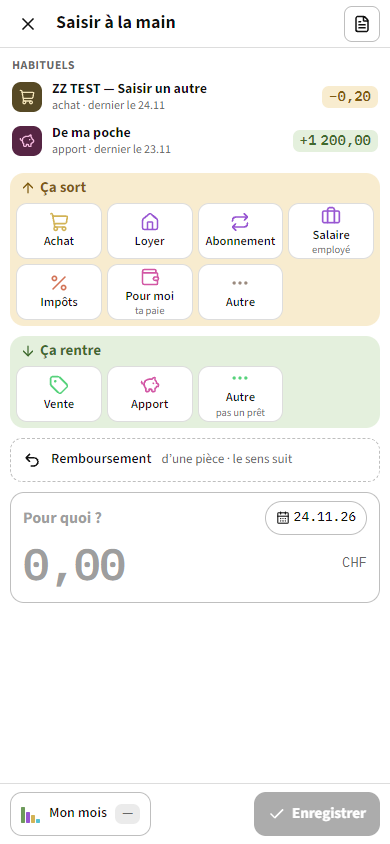 Saisir à la main
HABITUELS
ZZ TEST — Saisir un autre
achat · dernier le 24.11
−0,20
De ma poche
apport · dernier le 23.11
+1 200,00
Ça sort
Achat
Loyer
Abonnement
Salaire
employé
Impôts
Pour moi
ta paie
Autre
Ça rentre
Vente
Apport
Autre
pas un prêt
Remboursement d’une pièce · le sens suit
Pour quoi ?
24.11.26
0,00
CHF
Mon mois —
Enregistrer